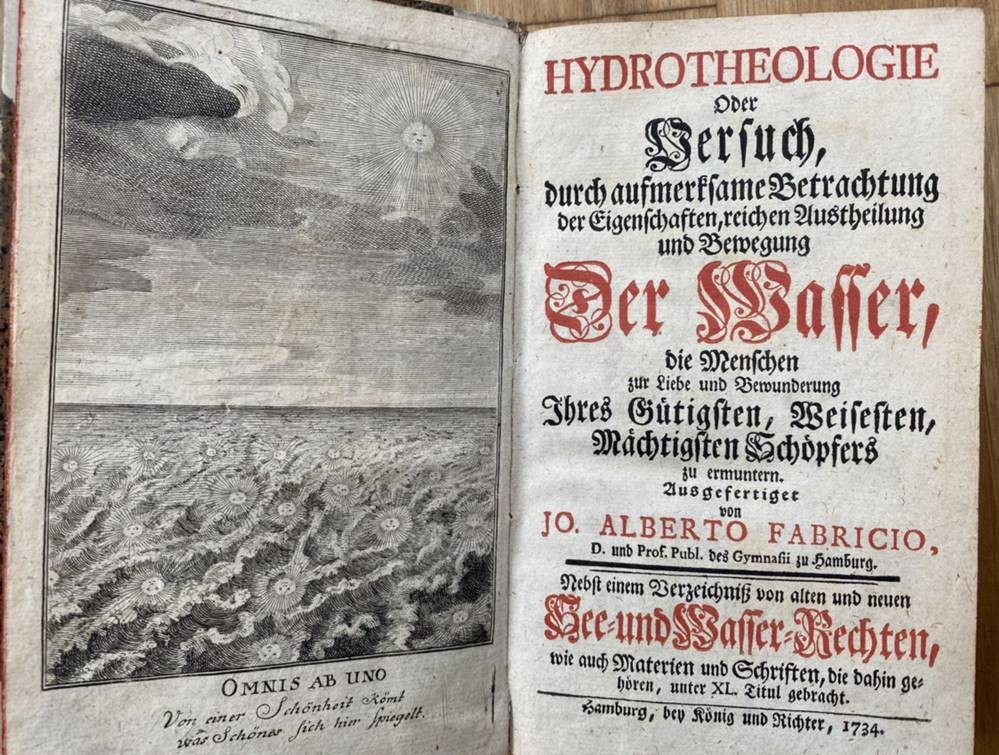 OMNIS AB UNO
Von einer Schönheit Kömt
was Schönes sich hier spiegelt.
HYDROTHEOLOGIE
Oder
Versuch,
durch aufmerksame Betrachtung
der Eigenschaften, reichen Austheilung
und Bewegung
Der Wasser,
die Menschen
zur Liebe und Bewunderung
Ihres Gütigsten, Weisesten,
Mächtigsten Schöpfers
zu ermuntern.
Ausgefertiget
von
JO. ALBERTO FABRICIO,
D. und Prof. Publ. des Gymnasii zu Hamburg.
Nebst einem Verzeichniß von alten und neuen
See-und Wasser-Rechten,
wie auch Materien und Schriften, die dahin ge-
hören, unter XL. Titul gebracht.
Hamburg, bey König und Richter, 1734.